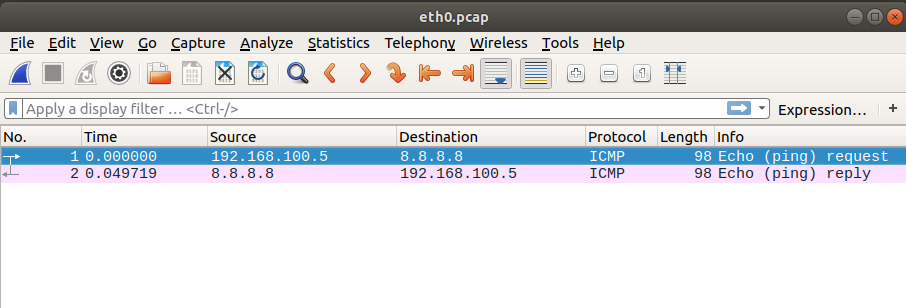 eth0.pcap
File Edit View Go Capture Analyze Statistics Telephony Wireless Tools Help
Apply a display filter … <Ctrl-/> Expression… +
No. Time Source Destination Protocol Length Info
1 0.000000 192.168.100.5 8.8.8.8 ICMP 98 Echo (ping) request
2 0.049719 8.8.8.8 192.168.100.5 ICMP 98 Echo (ping) reply